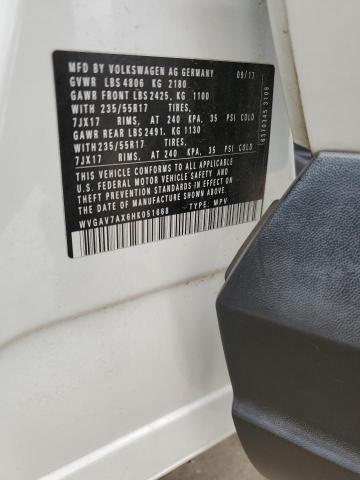 MFD BY VOLKSWAGEN AG GERMANY 09/17
GVWR LBS 4806 KG 2180
GAWR FRONT LBS 2425, KG 1100
WITH 235/55R17 TIRES,
7JX17 RIMS, AT 240 KPA, 35 PSI COLD
GAWR REAR LBS 2491, KG 1130
WITH 235/55R17 TIRES,
7JX17 RIMS, AT 240 KPA, 35 PSI COLD
THIS VEHICLE CONFORMS TO ALL APPLICABLE
U.S. FEDERAL MOTOR VEHICLE SAFETY AND
THEFT PREVENTION STANDARDS IN EFFECT ON
THE DATE OF MANUFACTURE SHOWN ABOVE.
WVGAV7AX6HK051668 TYPE: MPV